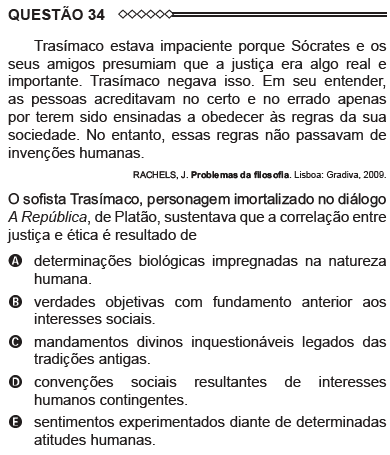 QUESTÃO 34
Trasímaco estava impaciente porque Sócrates e os
seus amigos presumiam que a justiça era algo real e
importante. Trasímaco negava isso. Em seu entender,
as pessoas acreditavam no certo e no errado apenas
por terem sido ensinadas a obedecer às regras da sua
sociedade. No entanto, essas regras não passavam de
invenções humanas.
RACHELS, J. Problemas da filosofia. Lisboa: Gradiva, 2009.
O sofista Trasímaco, personagem imortalizado no diálogo
A República, de Platão, sustentava que a correlação entre
justiça e ética é resultado de
A determinações biológicas impregnadas na natureza
humana.
B verdades objetivas com fundamento anterior aos
interesses sociais.
C mandamentos divinos inquestionáveis legados das
tradições antigas.
D convenções sociais resultantes de interesses
humanos contingentes.
E sentimentos experimentados diante de determinadas
atitudes humanas.